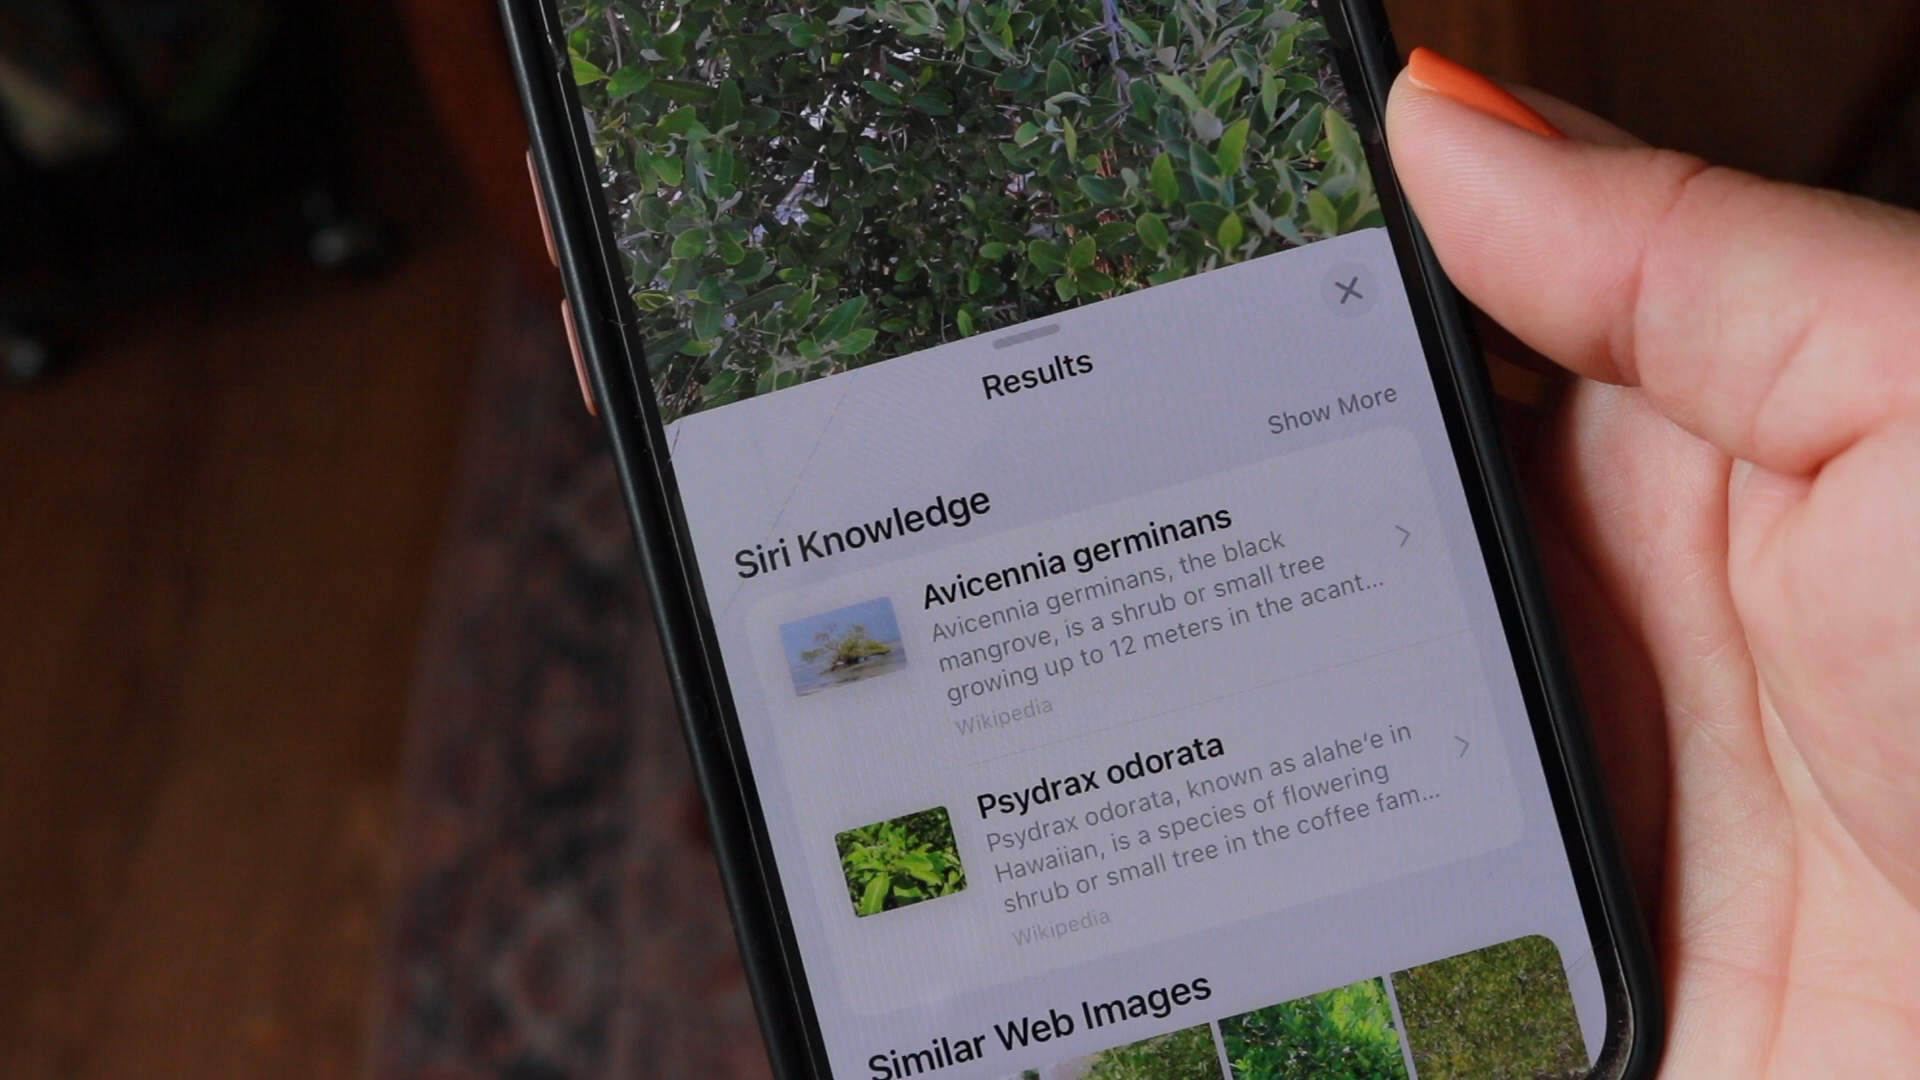 Results
Show More
Siri Knowledge
Avicennia germinans
Avicennia germinans, the black
mangrove, is a shrub or small tree
growing up to 12 meters in the acant...
Wikipedia
Psydrax odorata
Psydrax odorata, known as alahe'e in
Hawaiian, is a species of flowering
shrub or small tree in the coffee fam...
Wikipedia
Similar Web Images